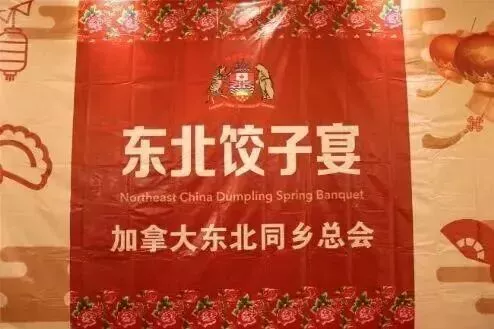 东北饺子宴
Northeast China Dumpling Spring Banquet
加拿大东北同乡总会